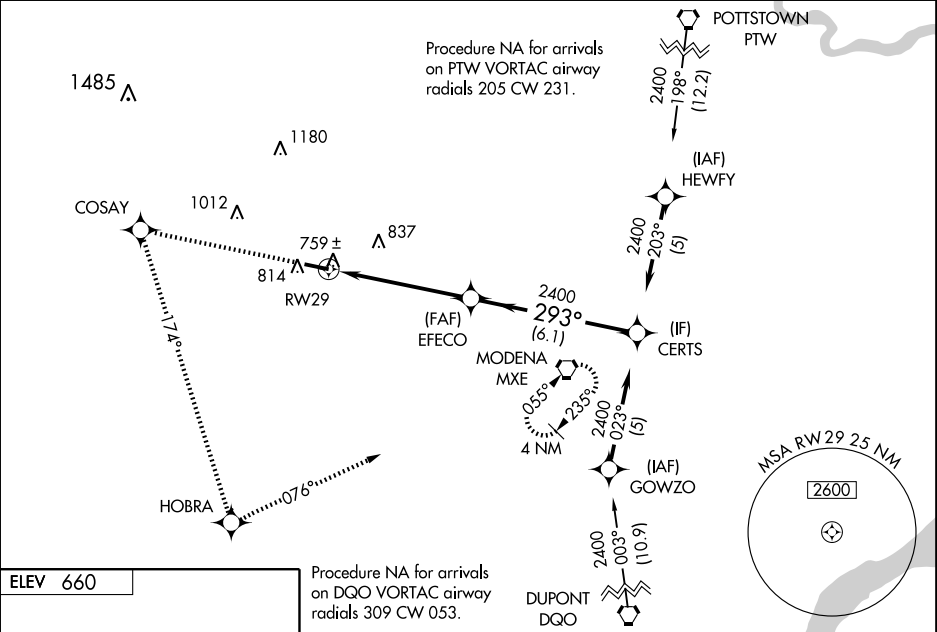 POTTSTOWN
PTW
Procedure NA for arrivals
on PTW VORTAC airway
radials 205 CW 231.
2400
198°
(12.2)
1485
1180
(IAF)
HEWFY
1012
COSAY
837
759 ±
814
RW29
2400
203°
(5)
2400
293°
(6.1)
(FAF)
EFECO
(IF)
CERTS
MODENA
MXE
055°
235°
4 NM
2400
023°
(5)
174°
(IAF)
GOWZO
MSA RW29 25 NM
2600
076°
HOBRA
2400
003°
(10.9)
ELEV 660
Procedure NA for arrivals
on DQO VORTAC airway
radials 309 CW 053.
DUPONT
DQO